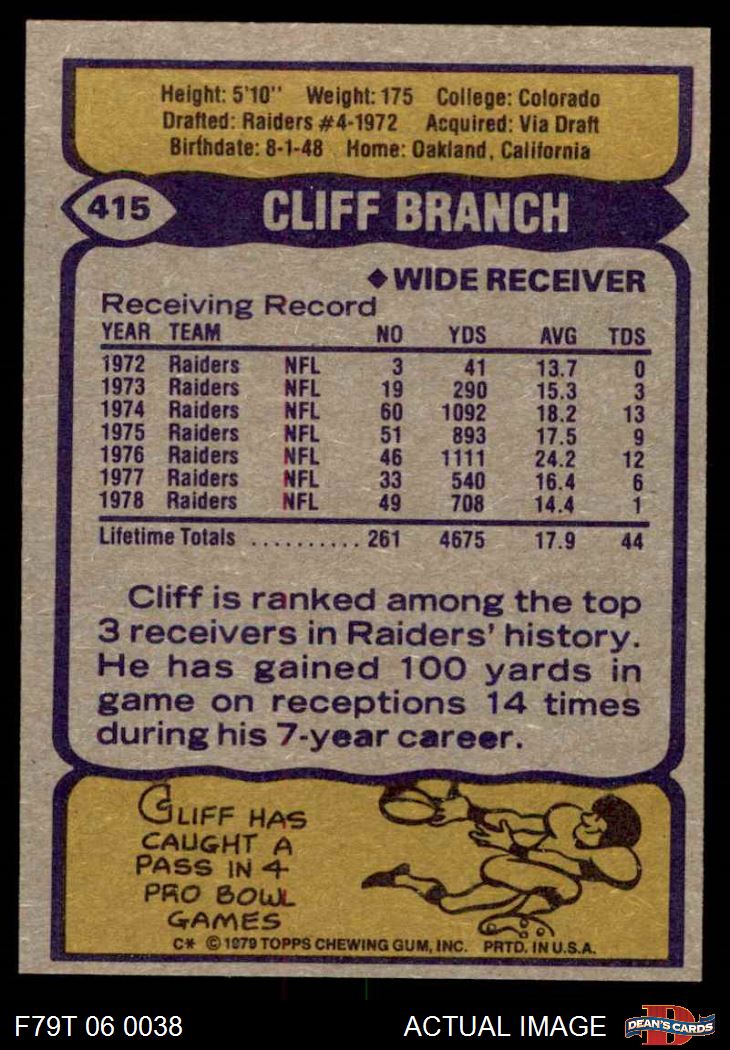 Height: 5'10'' Weight: 175 College: Colorado
Drafted: Raiders #4-1972 Acquired: Via Draft
Birthdate: 8-1-48 Home: Oakland, California
415 CLIFF BRANCH
◆WIDE RECEIVER
Receiving Record
YEAR TEAM NO YDS AVG TDS
1972 Raiders NFL 3 41 13.7 0
1973 Raiders NFL 19 290 15.3 3
1974 Raiders NFL 60 1092 18.2 13
1975 Raiders NFL 51 893 17.5 9
1976 Raiders NFL 46 1111 24.2 12
1977 Raiders NFL 33 540 16.4 6
1978 Raiders NFL 49 708 14.4 1
Lifetime Totals .......... 261 4675 17.9 44
Cliff is ranked among the top
3 receivers in Raiders' history.
He has gained 100 yards in
game on receptions 14 times
during his 7-year career.
CLIFF HAS
CAUGHT A
PASS IN 4
PRO BOWL
GAMES
C* © 1979 TOPPS CHEWING GUM, INC. PRTD. IN U.S.A.
F79T 06 0038 ACTUAL IMAGE D DEAN'S CARDS